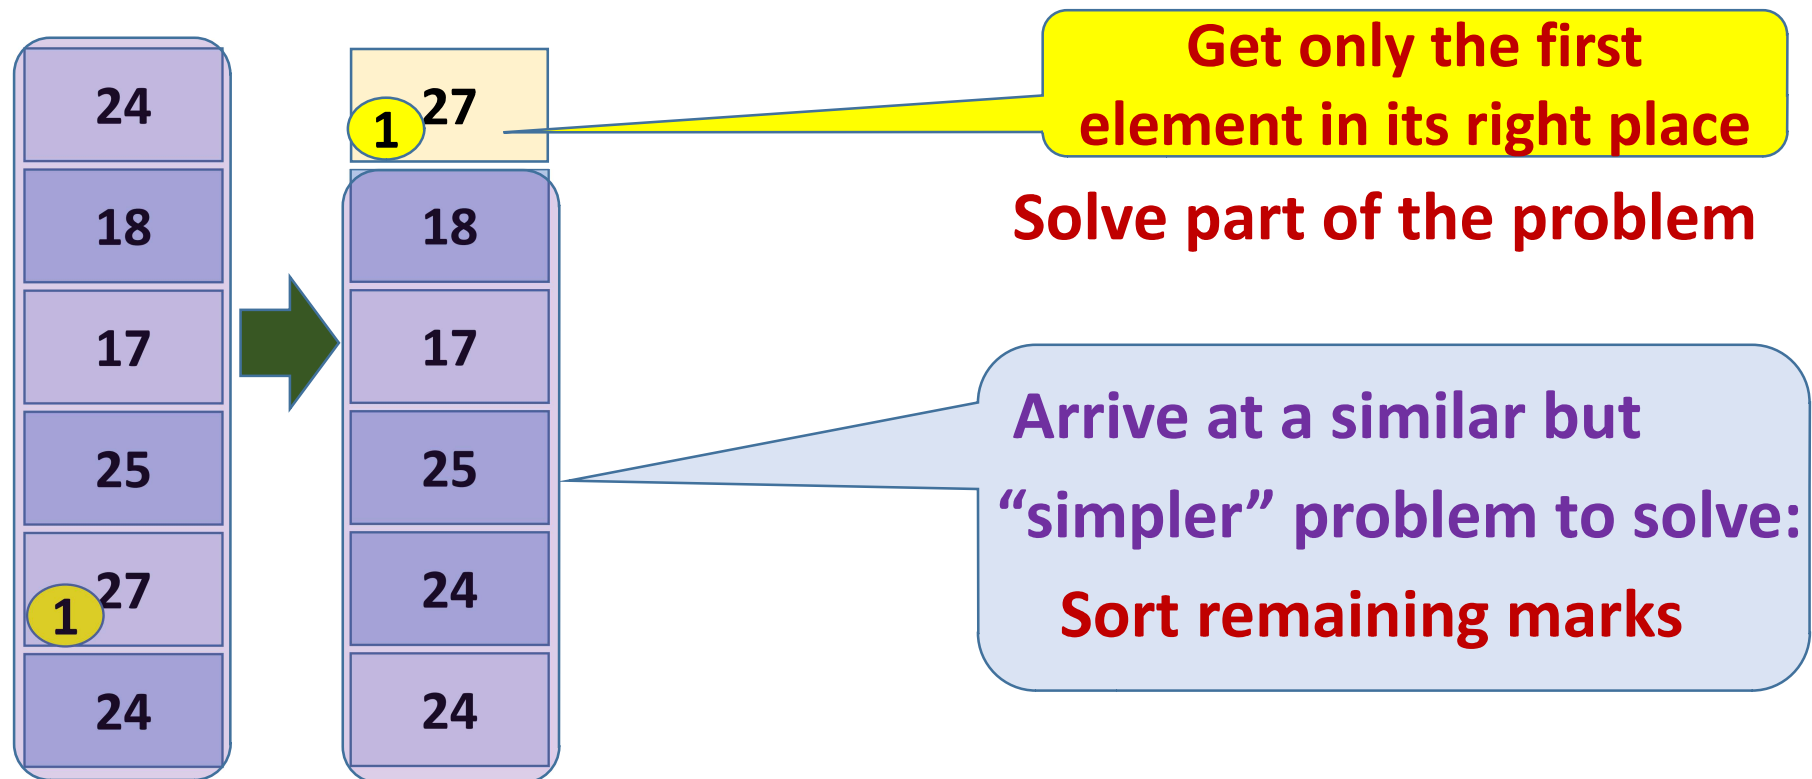 24
18
17
25
27
1
24
27
1
18
17
25
24
24
Get only the first
element in its right place
Solve part of the problem
Arrive at a similar but
“simpler” problem to solve:
Sort remaining marks